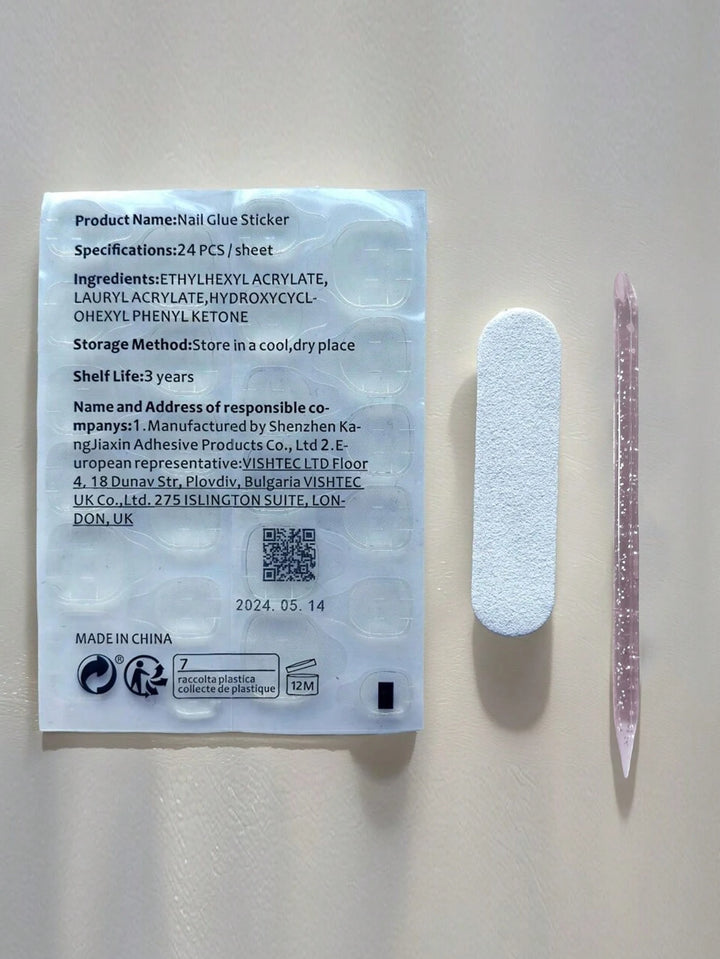 Product Name:Nail Glue Sticker
Specifications:24 PCS / sheet
Ingredients:ETHYLHEXYL ACRYLATE,
LAURYL ACRYLATE,HYDROXYCYCL-
OHEXYL PHENYL KETONE
Storage Method:Store in a cool,dry place
Shelf Life:3 years
Name and Address of responsible co-
mpanys:1.Manufactured by Shenzhen Ka-
ngJiaxin Adhesive Products Co., Ltd 2.E-
uropean representative:VISHTEC LTD Floor
4, 18 Dunav Str, Plovdiv, Bulgaria VISHTEC
UK Co.,Ltd. 275 ISLINGTON SUITE, LON-
DON, UK
2024. 05. 14
MADE IN CHINA
®
7
raccolta plastica
collecte de plastique
12M